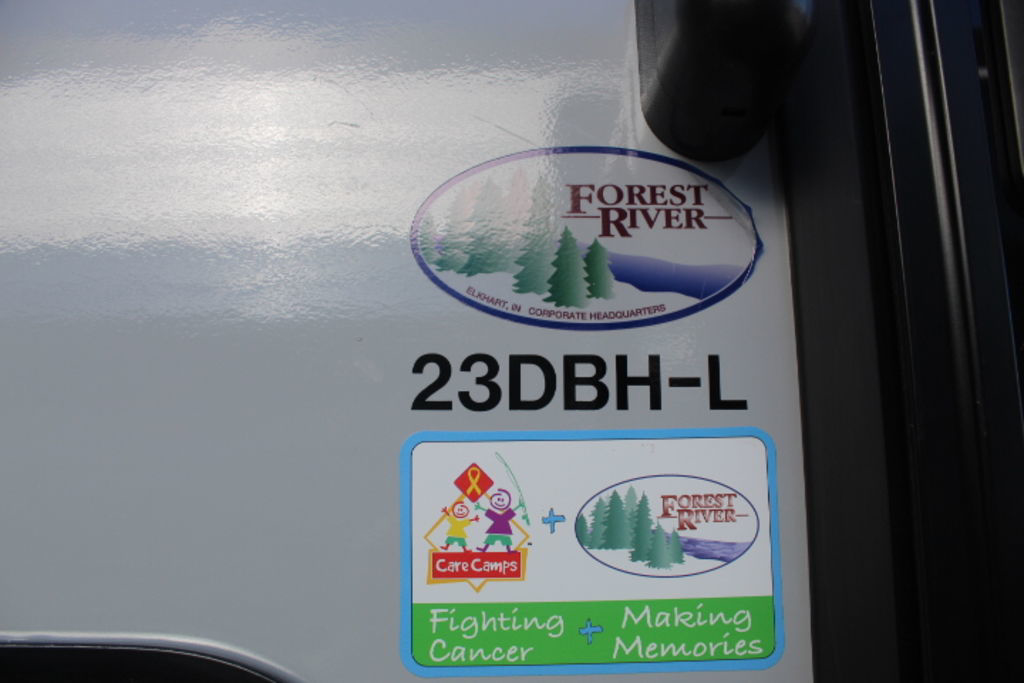 FOREST
RIVER
ELKHART, IN CORPORATE HEADQUARTERS
23DBH-L
Care Camps
+
FOREST
RIVER
Fighting
Cancer
+
Making
Memories